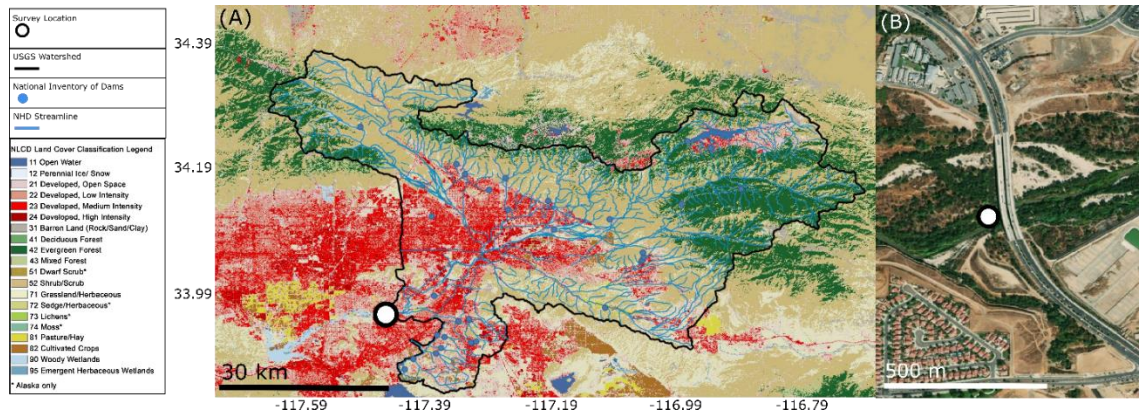 Survey Location
USGS Watershed
National Inventory of Dams
NHD Streamline
NLCD Land Cover Classification Legend
11 Open Water
12 Perennial Ice/ Snow
21 Developed, Open Space
22 Developed, Low Intensity
23 Developed, Medium Intensity
24 Developed, High Intensity
31 Barren Land (Rock/Sand/Clay)
41 Deciduous Forest
42 Evergreen Forest
43 Mixed Forest
51 Dwarf Scrub*
52 Shrub/Scrub
71 Grassland/Herbaceous
72 Sedge/Herbaceous*
73 Lichens*
74 Moss*
81 Pasture/Hay
82 Cultivated Crops
90 Woody Wetlands
95 Emergent Herbaceous Wetlands
* Alaska only
(A)
34.39
34.19
33.99
30 km
-117.59
-117.39
-117.19
-116.99
-116.79
(B)
500 m